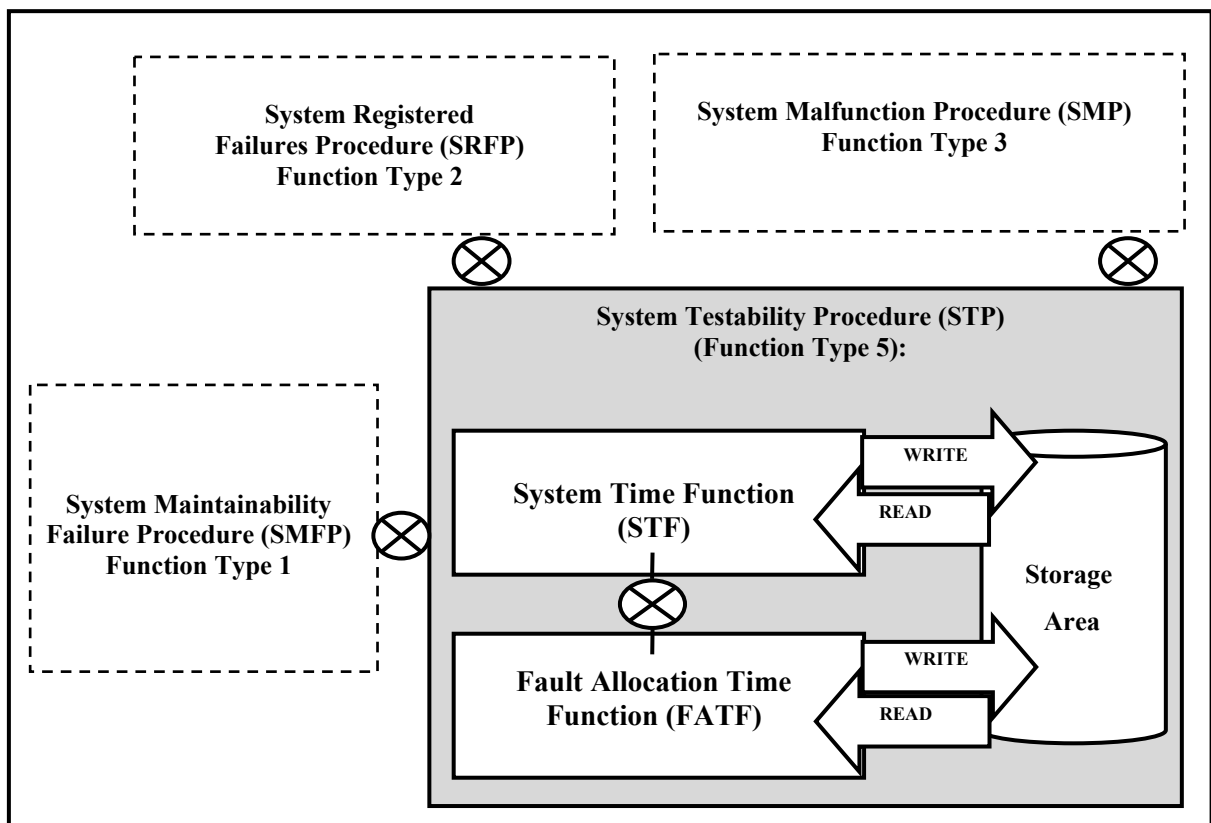 System Registered
Failures Procedure (SRFP)
Function Type 2
System Malfunction Procedure (SMP)
Function Type 3
System Testability Procedure (STP)
(Function Type 5):
System Maintainability
Failure Procedure (SMFP)
Function Type 1
System Time Function
(STF)
WRITE
READ
Storage
Area
Fault Allocation Time
Function (FATF)
WRITE
READ